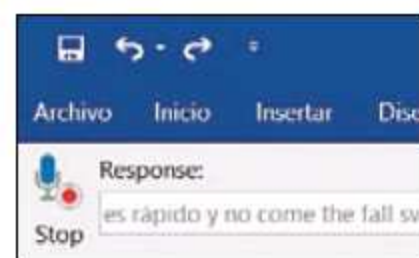 Archivo Inicio Insertar
Response:
es rápido y no come the fall
Stop